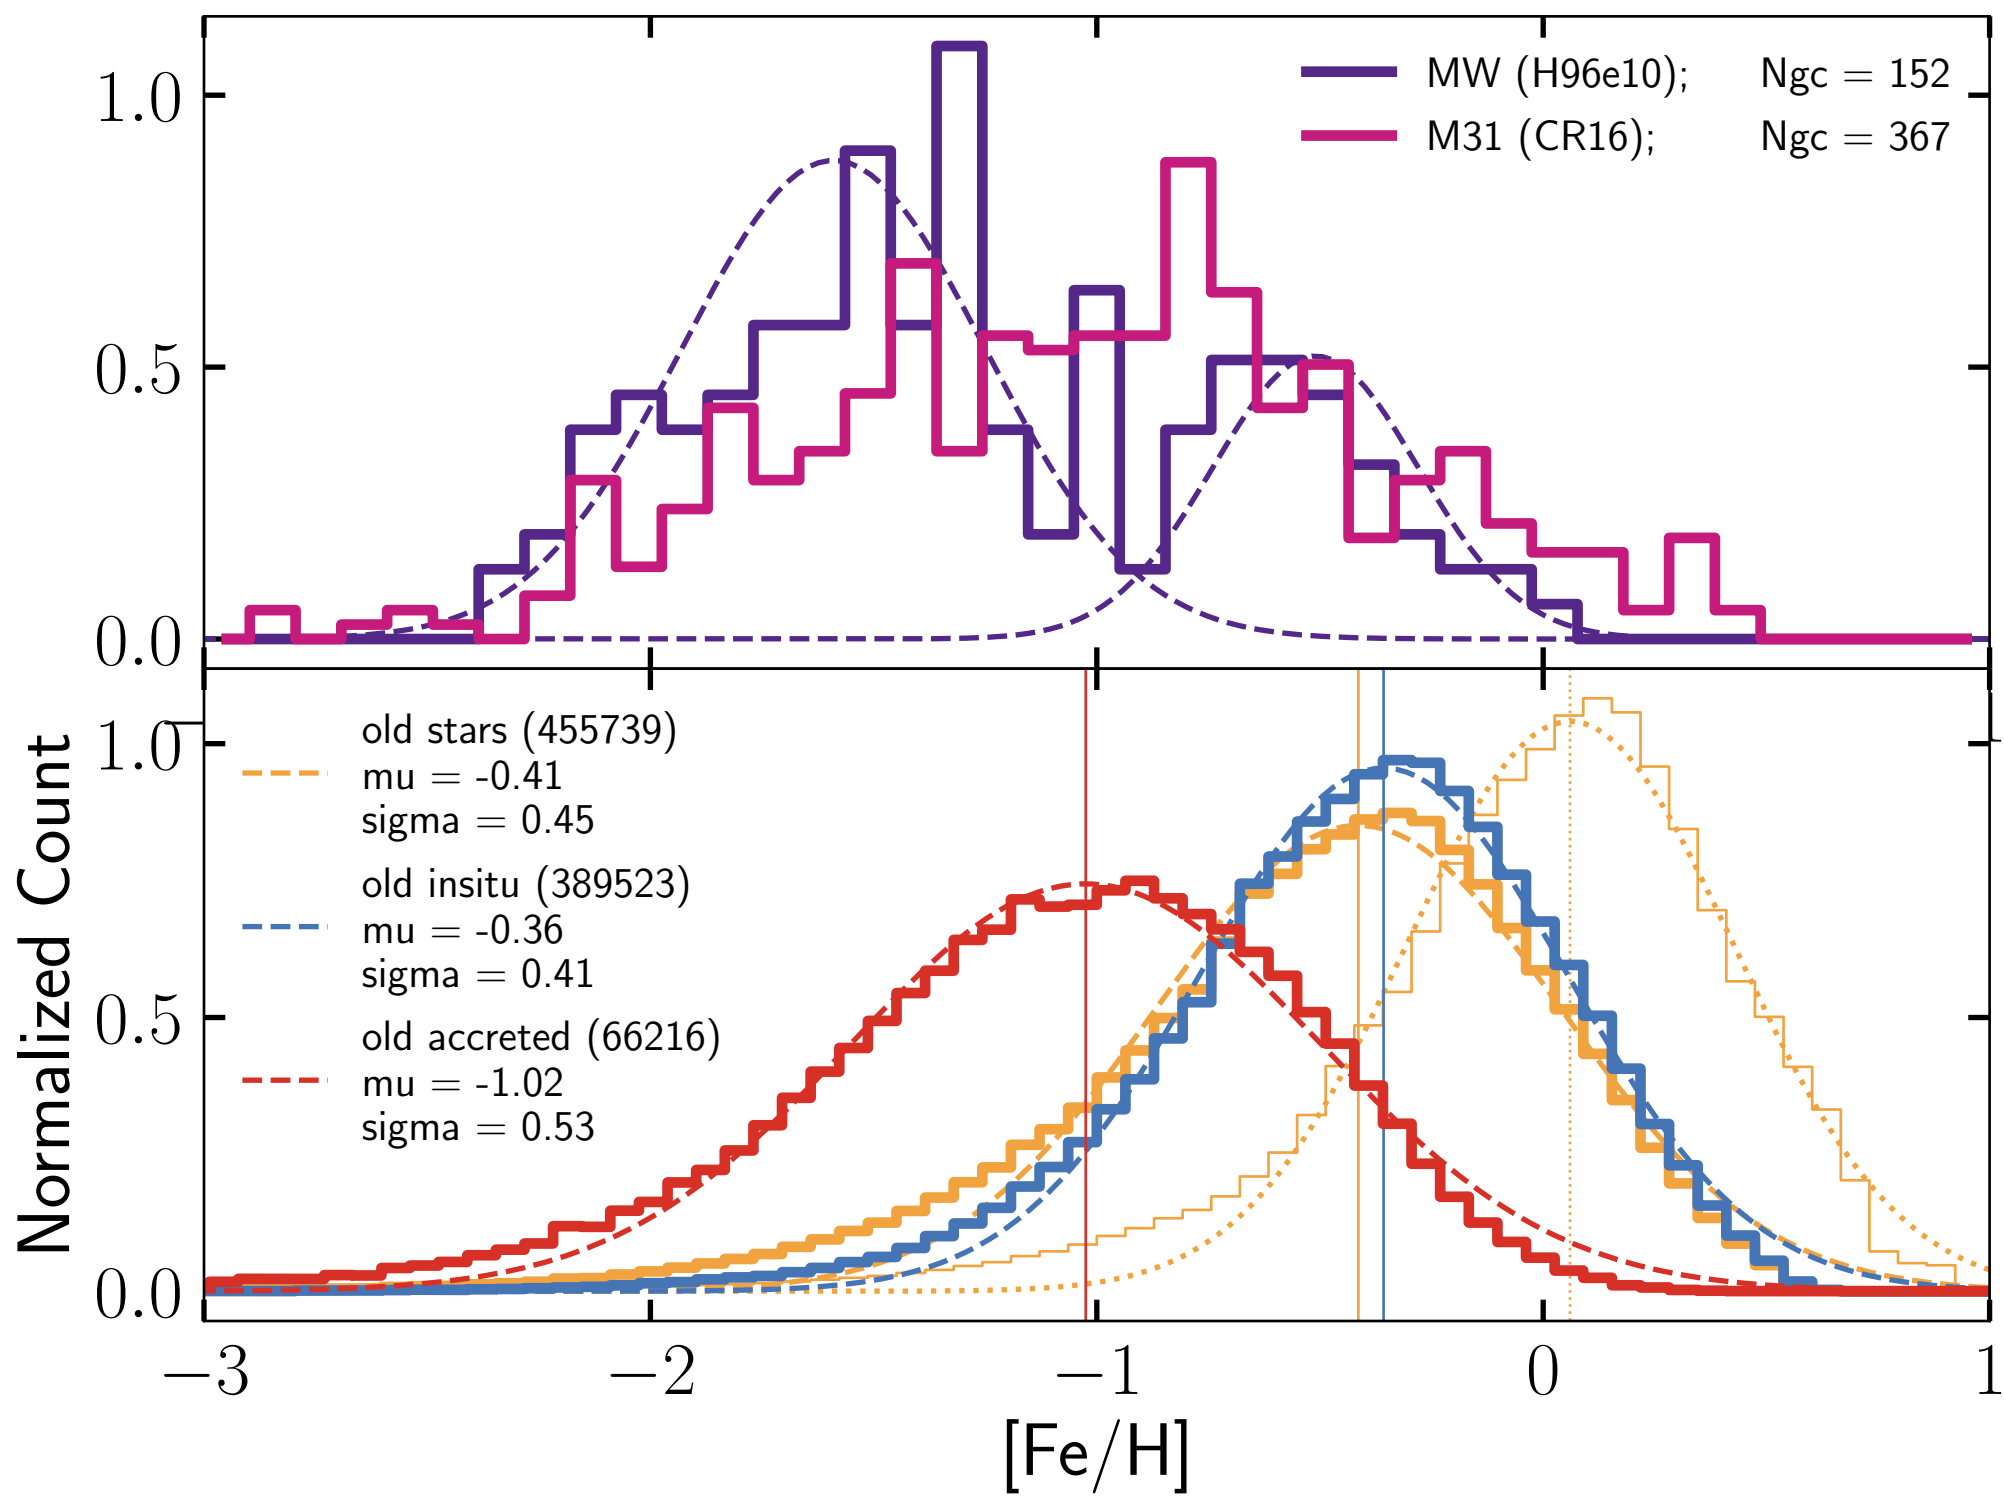 1.0
MW (H96e10); Ngc = 152
M31 (CR16); Ngc = 367
0.5
0.0
1.0
old stars (455739)
mu = -0.41
sigma = 0.45
old insitu (389523)
mu = -0.36
sigma = 0.41
0.5
old accreted (66216)
mu = -1.02
sigma = 0.53
0.0
Normalized Count
−3 −2 −1 0 1
[Fe/H]